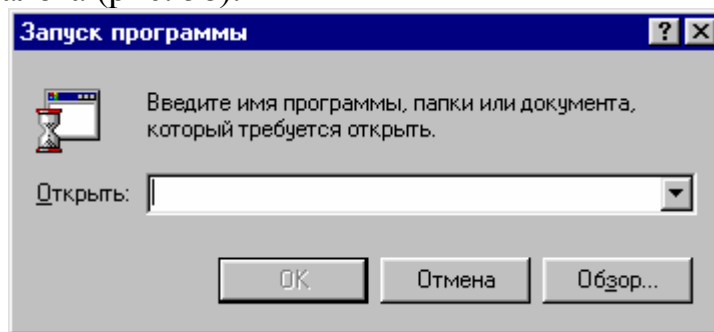 Запуск программы
Введите имя программы, папки или документа,
который требуется открыть.
Открыть:
OK
Отмена
Обзор...